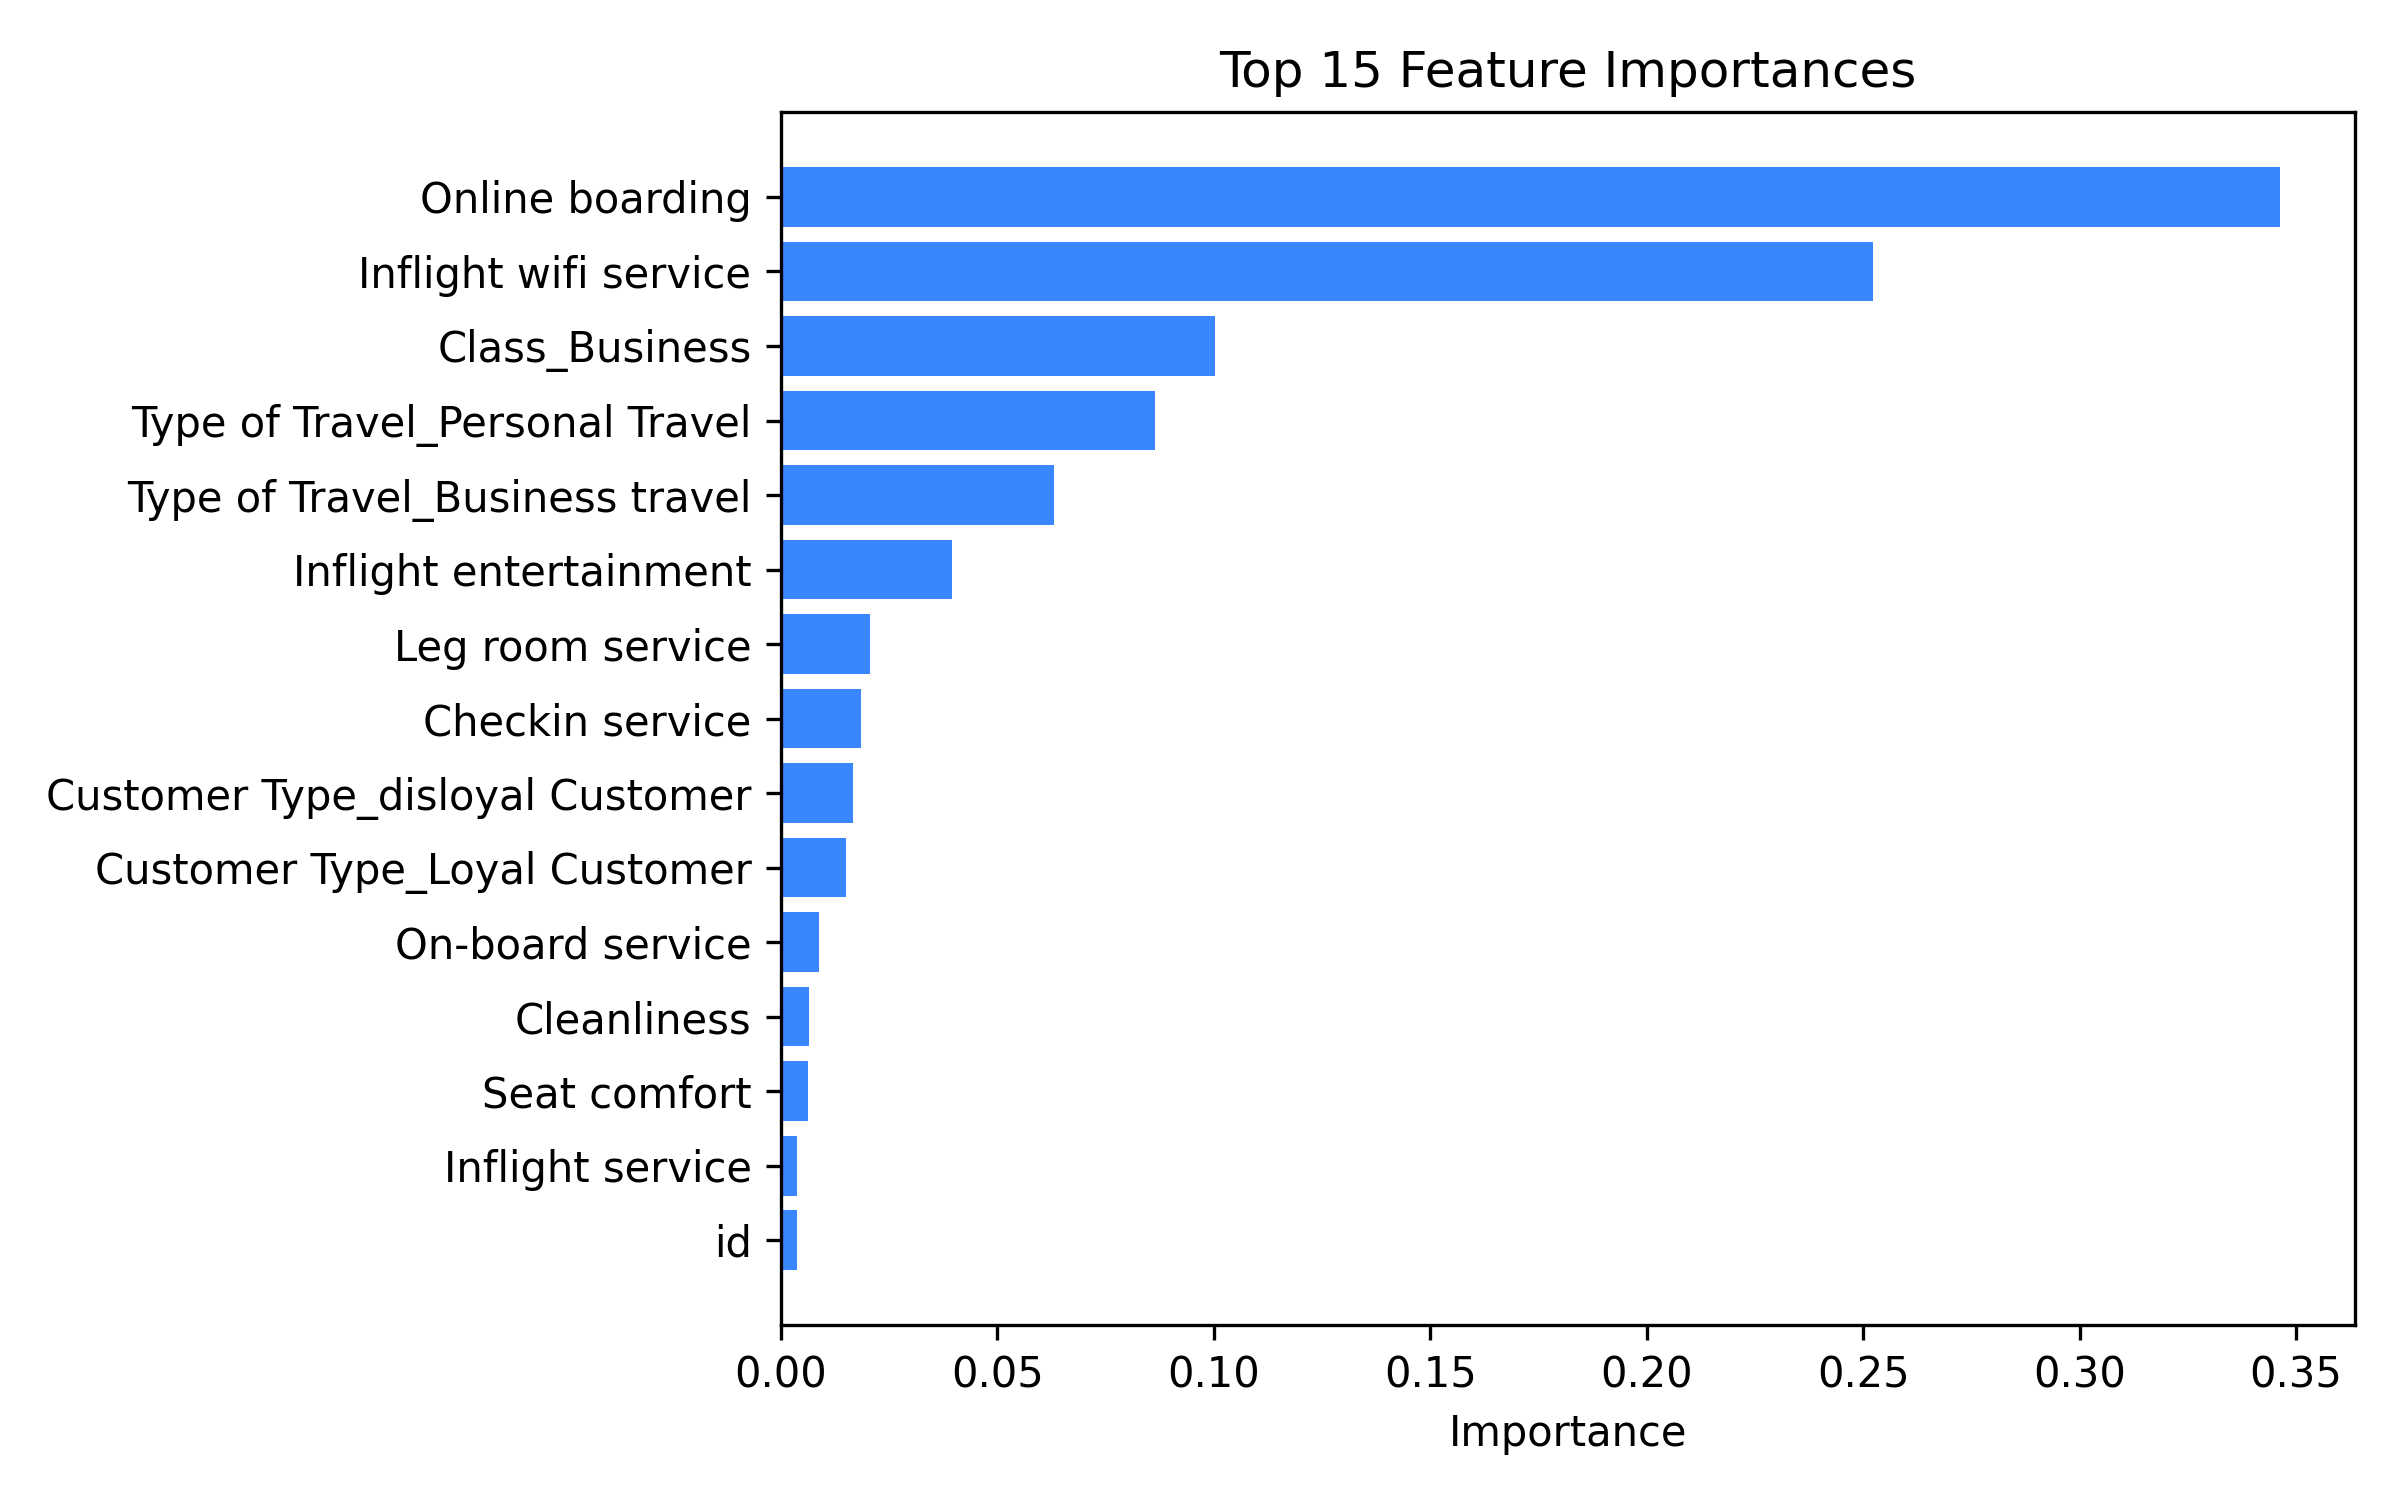 Top 15 Feature Importances
Online boarding
Inflight wifi service
Class_Business
Type of Travel_Personal Travel
Type of Travel_Business travel
Inflight entertainment
Leg room service
Checkin service
Customer Type_disloyal Customer
Customer Type_Loyal Customer
On-board service
Cleanliness
Seat comfort
Inflight service
id
0.00 0.05 0.10 0.15 0.20 0.25 0.30 0.35
Importance